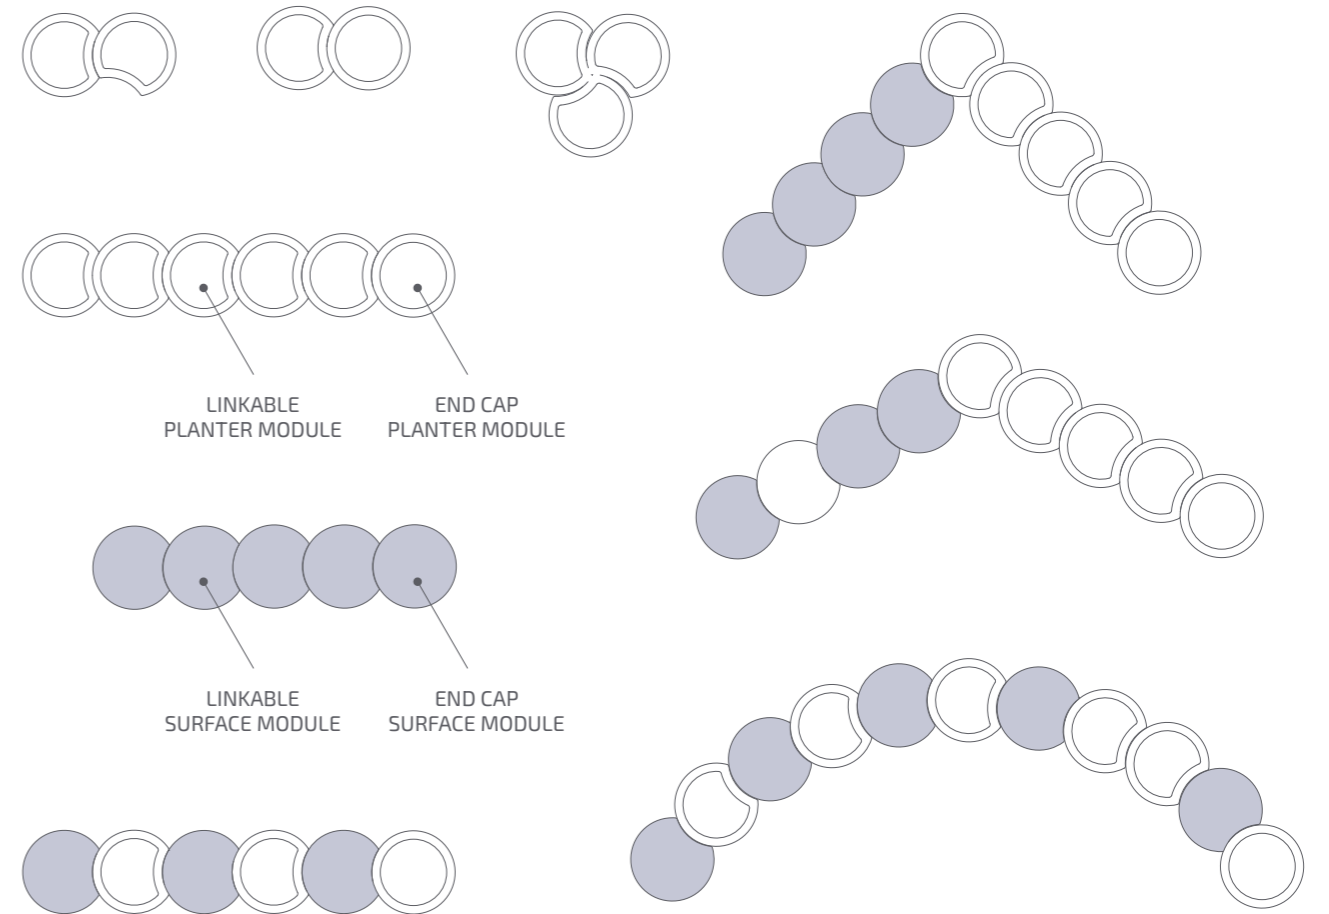 LINKABLE
PLANTER MODULE
END CAP
PLANTER MODULE
LINKABLE
SURFACE MODULE
END CAP
SURFACE MODULE